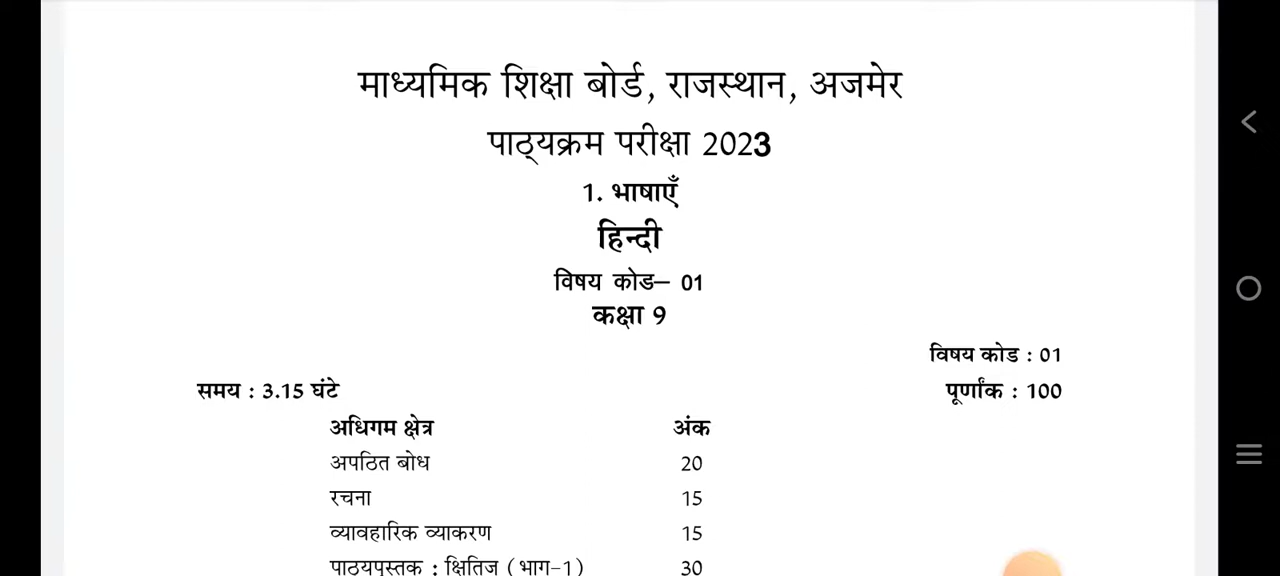 माध्यमिक शिक्षा बोर्ड, राजस्थान, अजमेर
पाठ्यक्रम परीक्षा 2023
1. भाषाएँ
हिन्दी
विषय कोड– 01
कक्षा 9
विषय कोड : 01
समय : 3.15 घंटे पूर्णांक : 100
अधिगम क्षेत्र अंक
अपठित बोध 20
रचना 15
व्यावहारिक व्याकरण 15
पाठ्यपुस्तक : क्षितिज (भाग-1) 30